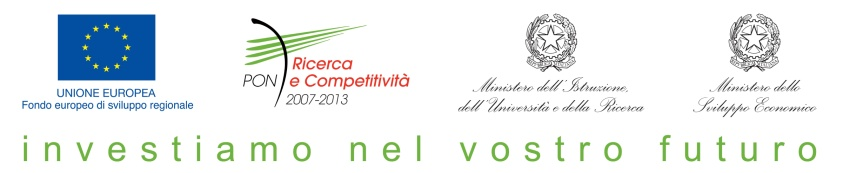 UNIONE EUROPEA
Fondo europeo di sviluppo regionale
PON Ricerca
e Competitività
2007-2013
Ministero dell'Istruzione,
dell'Università e della Ricerca
Ministero dello
Sviluppo Economico
investiamo nel vostro futuro